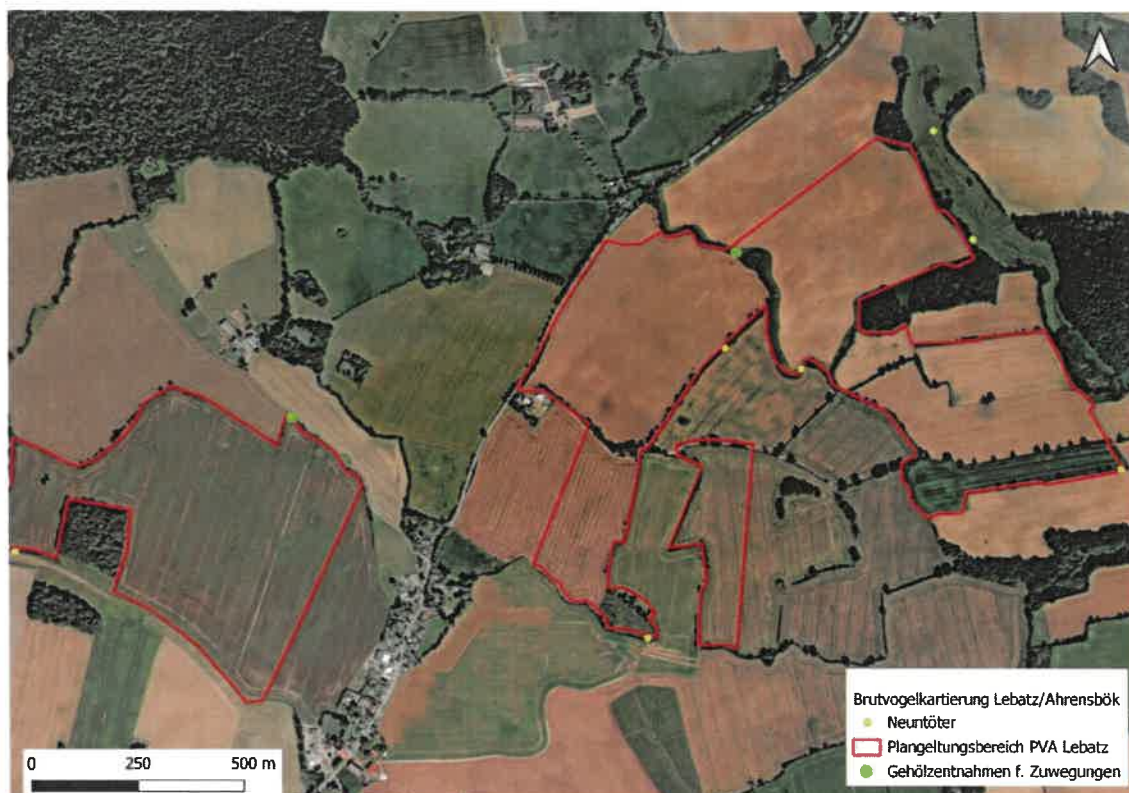 Brutvogelkartierung Lebatz/Ahrensbök
Neuntöter
Plangeltungsbereich PVA Lebatz
Gehölzentnahmen f. Zuwegungen
0 250 500 m